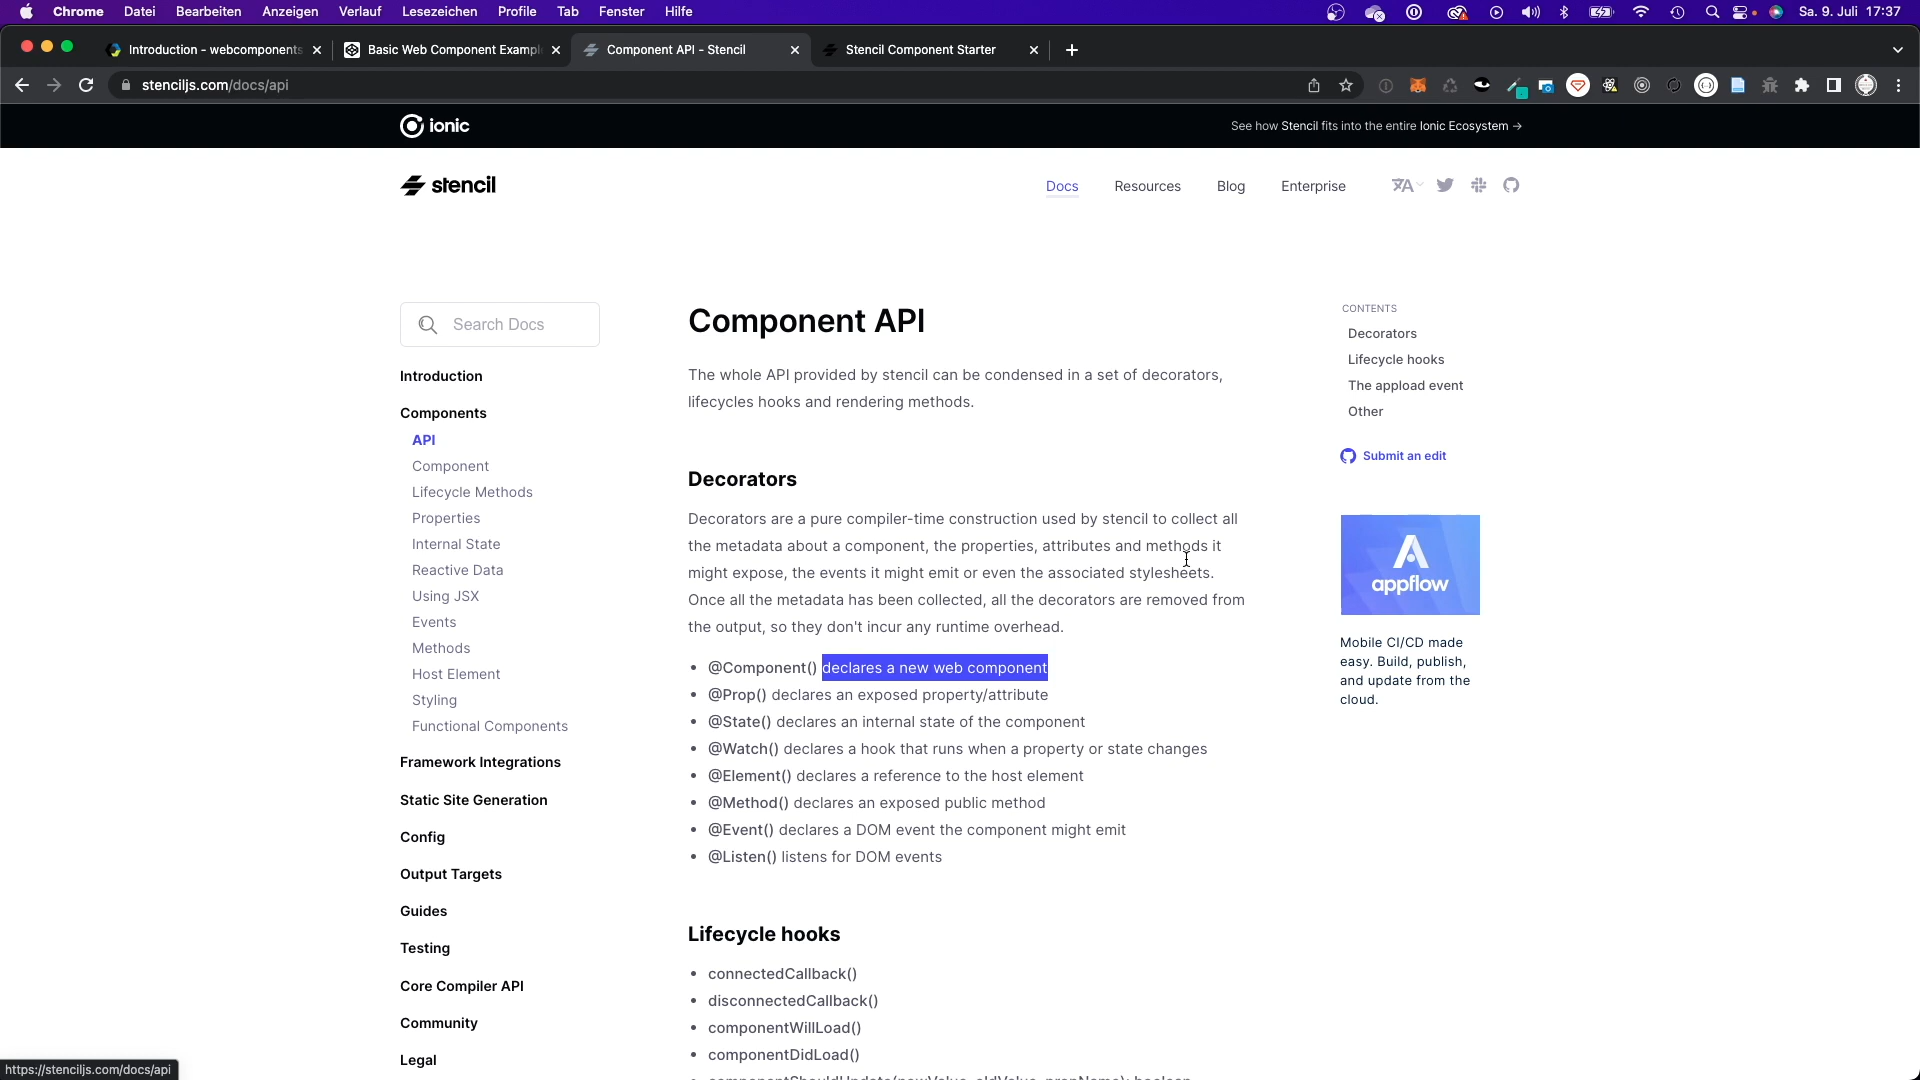 Chrome Datei Bearbeiten Anzeigen Verlauf Lesezeichen Profile Tab Fenster Hilfe Sa. 9. Juli 17:37
Introduction - webcomponents Basic Web Component Exampl Component API - Stencil Stencil Component Starter
stenciljs.com/docs/api
ionic See how Stencil fits into the entire Ionic Ecosystem →
stencil Docs Resources Blog Enterprise
Search Docs
Introduction
Components
API
Component
Lifecycle Methods
Properties
Internal State
Reactive Data
Using JSX
Events
Methods
Host Element
Styling
Functional Components
Framework Integrations
Static Site Generation
Config
Output Targets
Guides
Testing
Core Compiler API
Community
Legal
Component API
The whole API provided by stencil can be condensed in a set of decorators,
lifecycles hooks and rendering methods.
Decorators
Decorators are a pure compiler-time construction used by stencil to collect all
the metadata about a component, the properties, attributes and methods it
might expose, the events it might emit or even the associated stylesheets.
Once all the metadata has been collected, all the decorators are removed from
the output, so they don't incur any runtime overhead.
• @Component() declares a new web component
• @Prop() declares an exposed property/attribute
• @State() declares an internal state of the component
• @Watch() declares a hook that runs when a property or state changes
• @Element() declares a reference to the host element
• @Method() declares an exposed public method
• @Event() declares a DOM event the component might emit
• @Listen() listens for DOM events
Lifecycle hooks
• connectedCallback()
• disconnectedCallback()
• componentWillLoad()
• componentDidLoad()
• componentShouldUpdate(newValue, oldValue, propName): boolean
CONTENTS
Decorators
Lifecycle hooks
The appload event
Other
Submit an edit
appflow
Mobile CI/CD made
easy. Build, publish,
and update from the
cloud.
https://stenciljs.com/docs/api